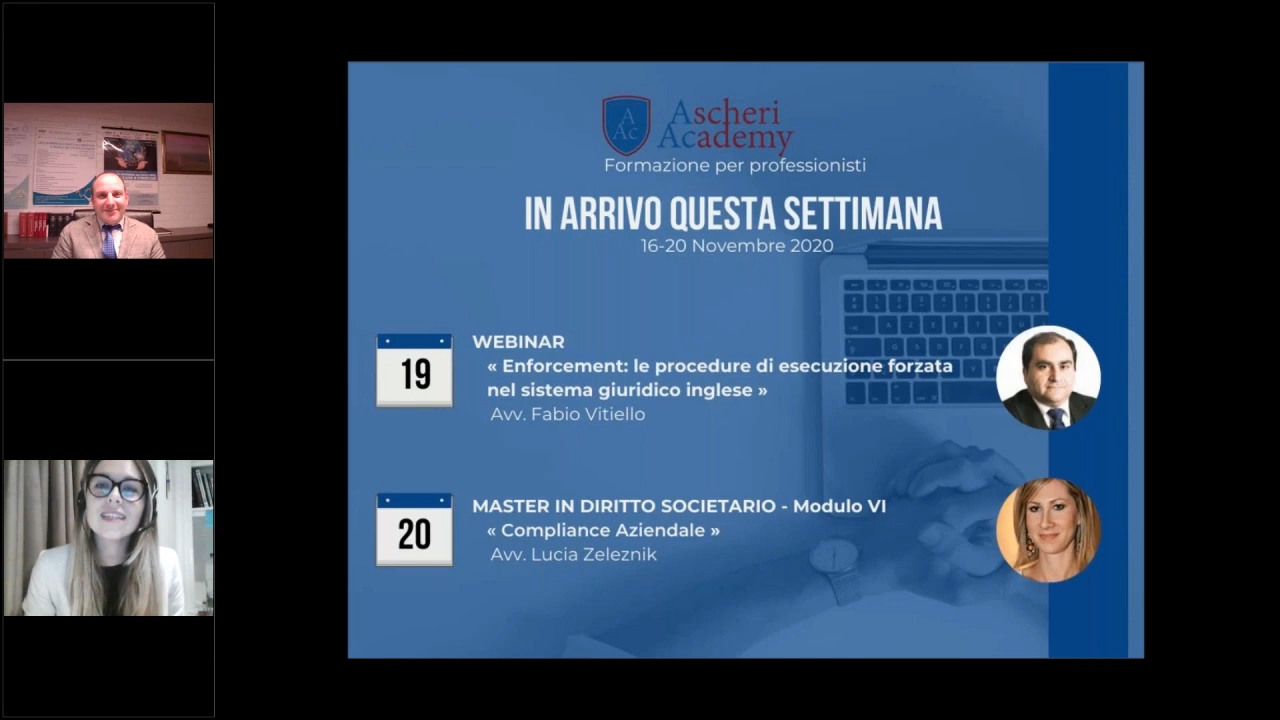 A
Ac
Ascheri
Academy
Formazione per professionisti
IN ARRIVO QUESTA SETTIMANA
16-20 Novembre 2020
19
WEBINAR
« Enforcement: le procedure di esecuzione forzata
nel sistema giuridico inglese »
Avv. Fabio Vitiello
20
MASTER IN DIRITTO SOCIETARIO - Modulo VI
« Compliance Aziendale »
Avv. Lucia Zeleznik